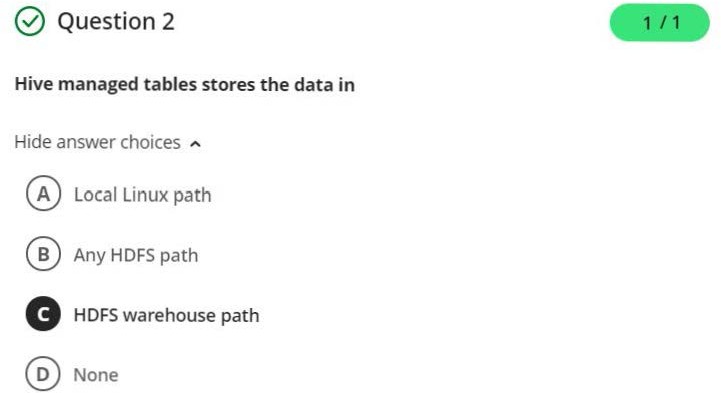 Question 2
1 / 1
Hive managed tables stores the data in
Hide answer choices
A Local Linux path
B Any HDFS path
C HDFS warehouse path
D None